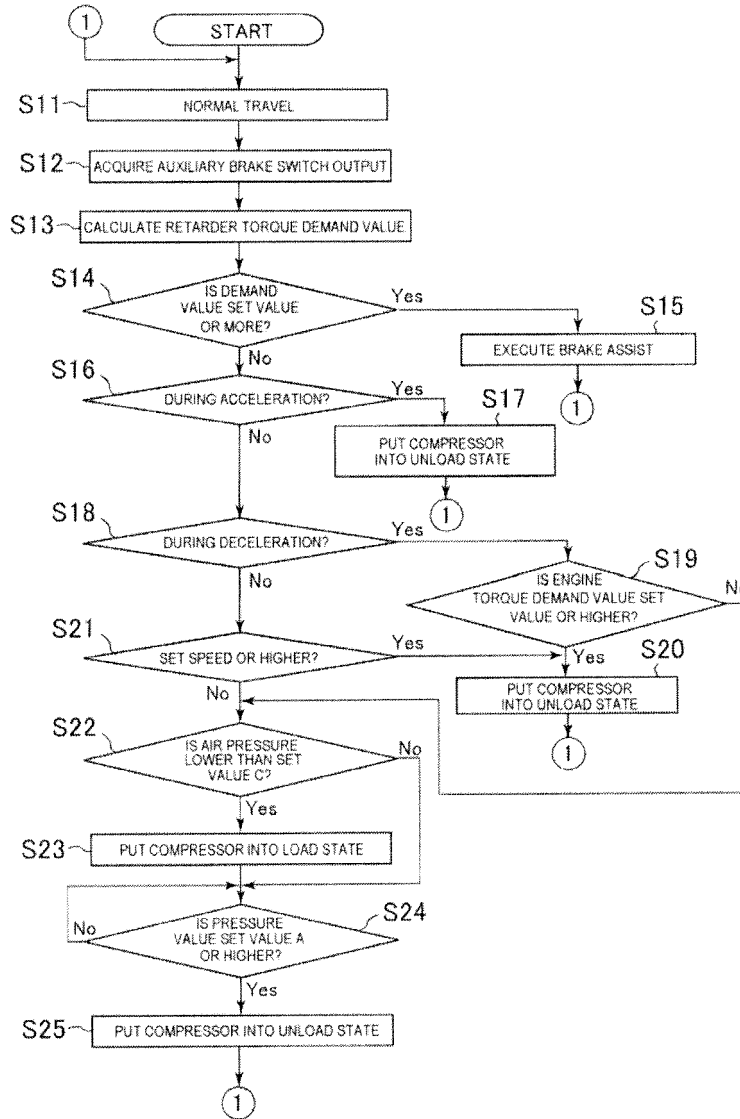 1
START
S11
NORMAL TRAVEL
S12
ACQUIRE AUXILIARY BRAKE SWITCH OUTPUT
S13
CALCULATE RETARDER TORQUE DEMAND VALUE
S14
IS DEMAND
VALUE SET VALUE
OR MORE?
Yes
No
S15
EXECUTE BRAKE ASSIST
1
S16
DURING ACCELERATION?
Yes
No
S17
PUT COMPRESSOR
INTO UNLOAD STATE
1
S18
DURING DECELERATION?
Yes
No
S19
IS ENGINE
TORQUE DEMAND VALUE SET
VALUE OR HIGHER?
No
Yes
S21
SET SPEED OR HIGHER?
Yes
No
S20
PUT COMPRESSOR
INTO UNLOAD STATE
1
S22
IS AIR PRESSURE
LOWER THAN SET
VALUE C?
No
Yes
S23
PUT COMPRESSOR INTO LOAD STATE
S24
IS PRESSURE
VALUE SET VALUE A
OR HIGHER?
No
Yes
S25
PUT COMPRESSOR INTO UNLOAD STATE
1